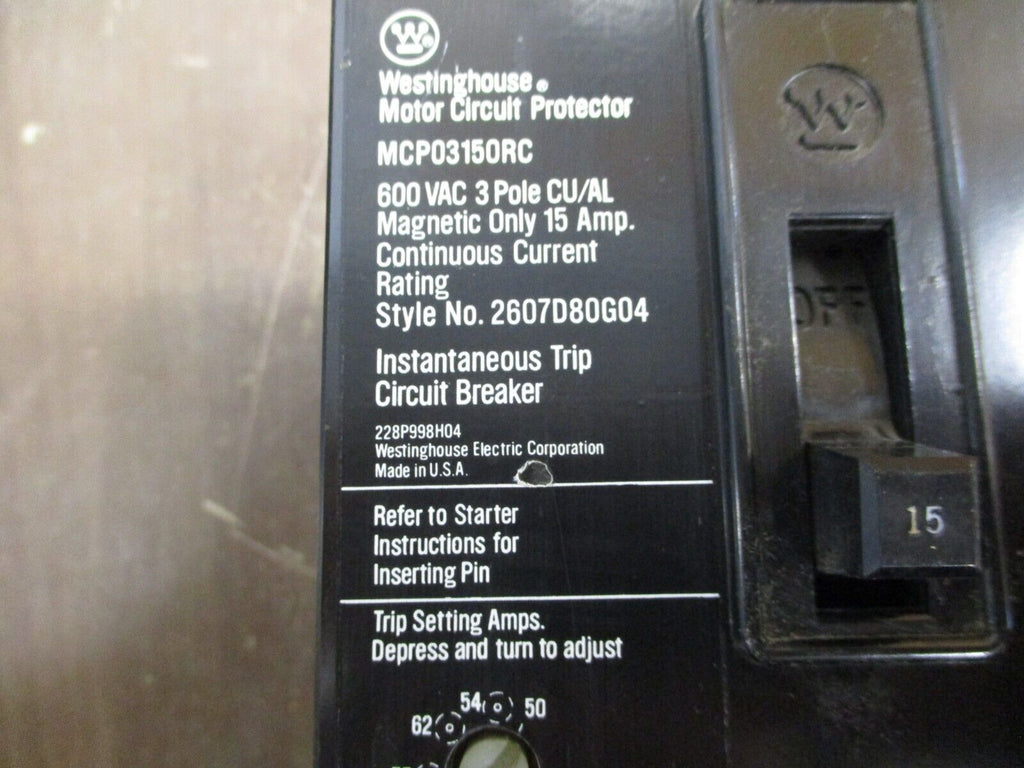 W
Westinghouse®
Motor Circuit Protector
MCP03150RC
600 VAC 3 Pole CU/AL
Magnetic Only 15 Amp.
Continuous Current
Rating
Style No. 2607D80G04
Instantaneous Trip
Circuit Breaker
228P998H04
Westinghouse Electric Corporation
Made in U.S.A.
Refer to Starter
Instructions for
Inserting Pin
Trip Setting Amps.
Depress and turn to adjust
62 54 50
W
OFF
15